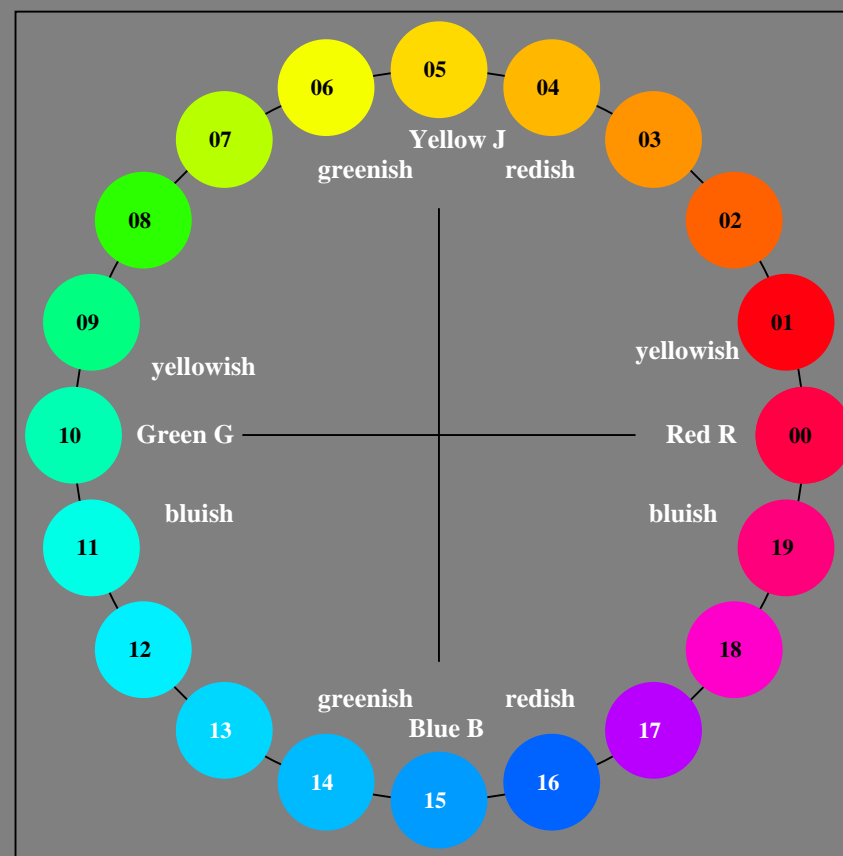 05
06
04
07
Yellow J
03
greenish
redish
08
02
09
01
yellowish
yellowish
10
Green G
Red R
00
bluish
bluish
11
19
12
18
greenish
redish
13
Blue B
17
14
16
15